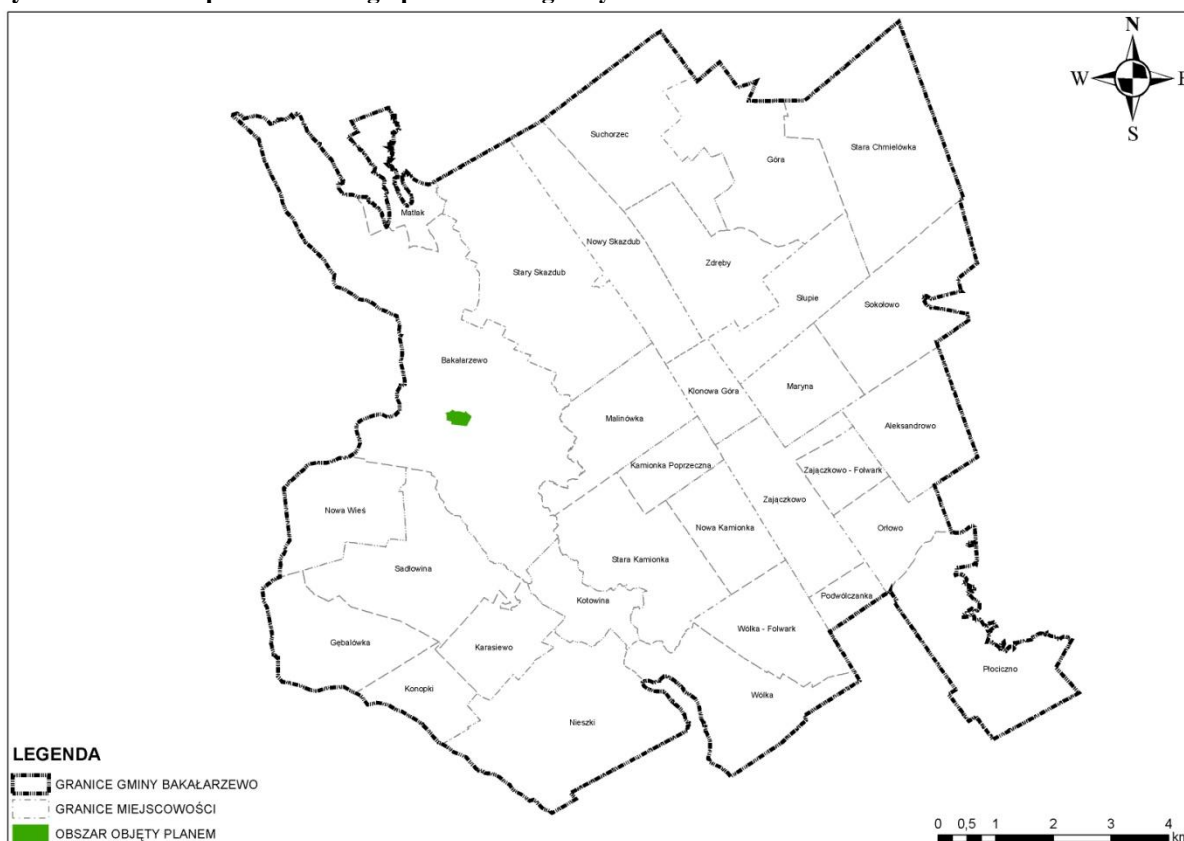 N
W E
S
Suchorzec
Góra
Stara Chmielówka
Matłak
Nowy Skazdub
Stary Skazdub
Zdręby
Słupie
Sokołowo
Bakałarzewo
Klonowa Góra
Maryna
Malinówka
Aleksandrowo
Kamionka Poprzeczna
Zajączkowo - Folwark
Zajączkowo
Nowa Wieś
Nowa Kamionka
Orłowo
Stara Kamionka
Sadłowina
Podwólczanka
Kotowina
Wólka - Folwark
Gębalówka
Karasiewo
Płociczno
Konopki
Wólka
Nieszki
LEGENDA
GRANICE GMINY BAKAŁARZEWO
GRANICE MIEJSCOWOŚCI
OBSZAR OBJĘTY PLANEM
0 0,5 1 2 3 4
km